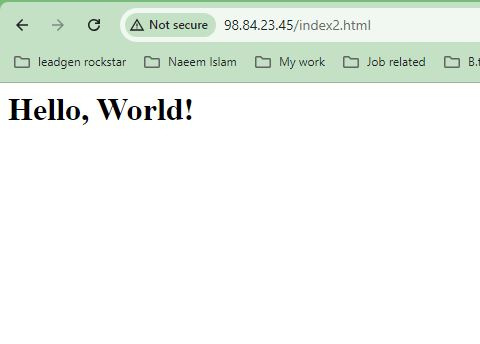 Not secure 98.84.23.45/index2.html
leadgen rockstar Naeem Islam My work Job related B.t
Hello, World!